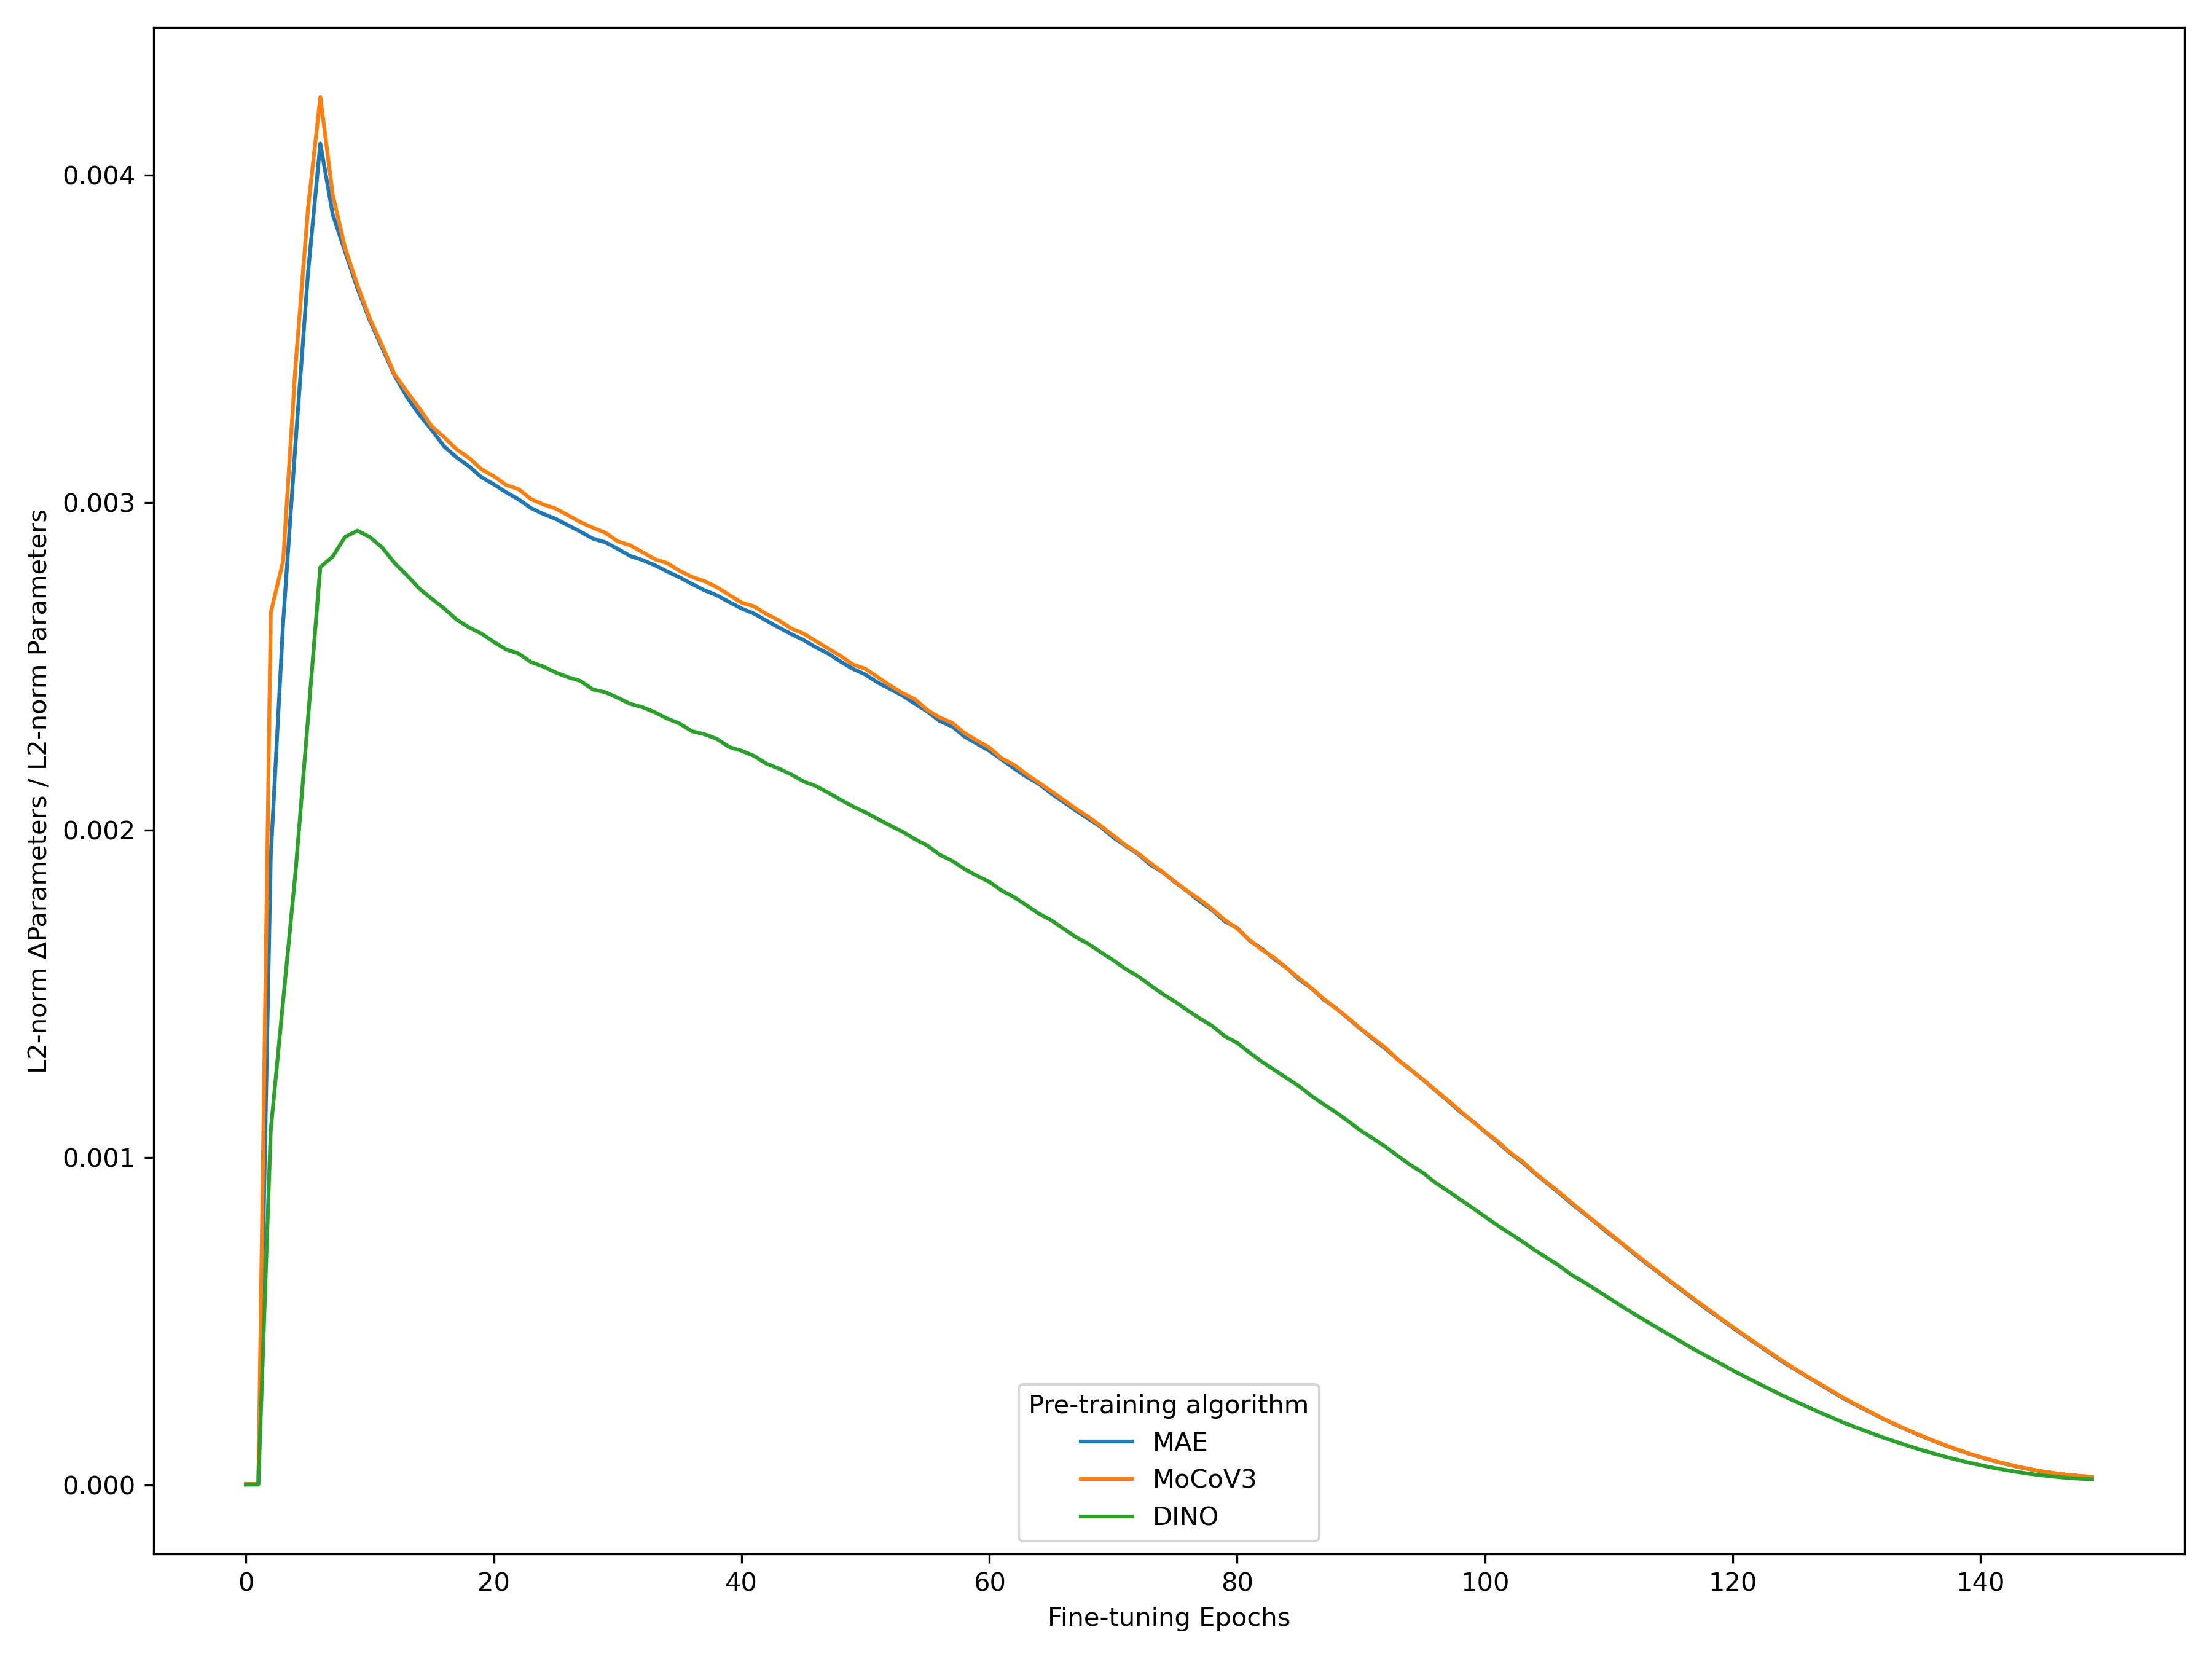 0.004
0.003
0.002
0.001
0.000
L2-norm ΔParameters / L2-norm Parameters
Pre-training algorithm
MAE
MoCoV3
DINO
0 20 40 60 80 100 120 140
Fine-tuning Epochs